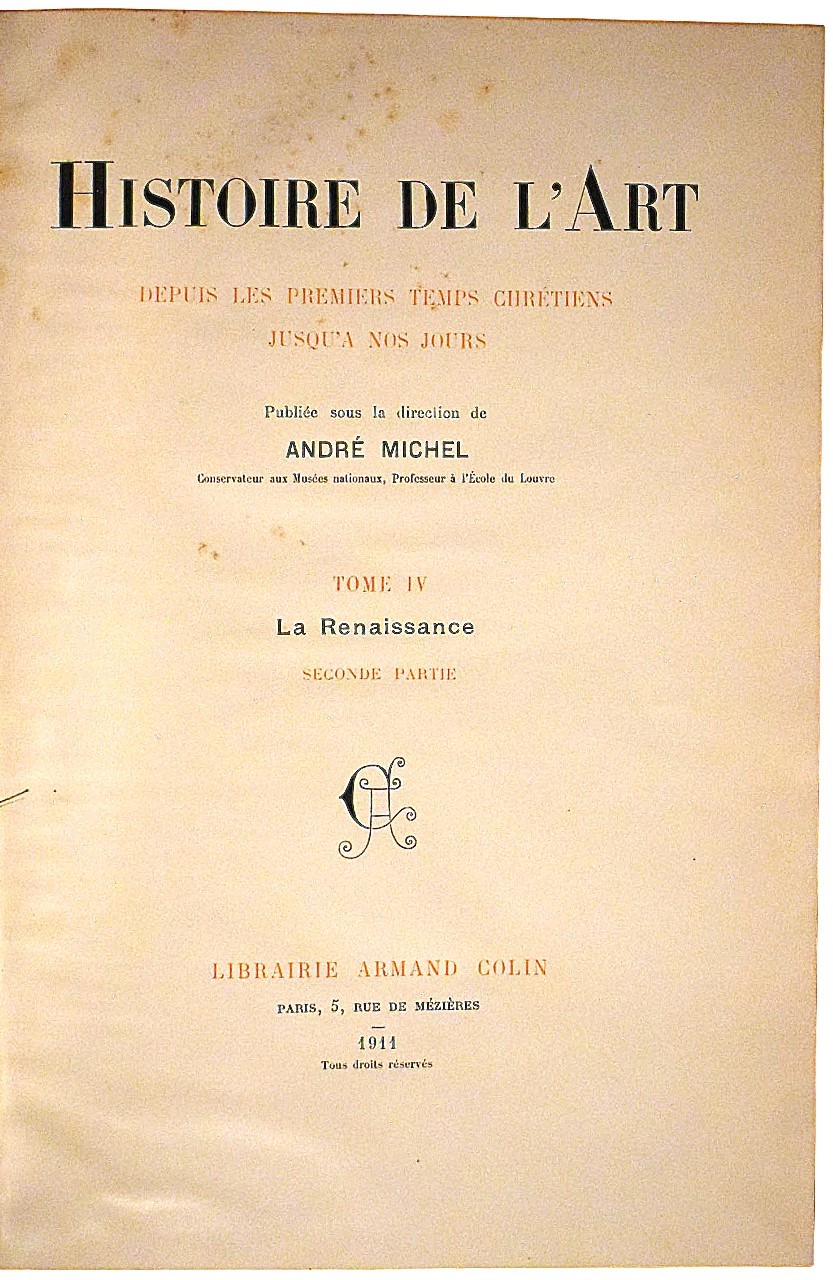 HISTOIRE DE L'ART
DEPUIS LES PREMIERS TEMPS CHRÉTIENS
JUSQU'A NOS JOURS
Publiée sous la direction de
ANDRÉ MICHEL
Conservateur aux Musées nationaux, Professeur à l'École du Louvre
TOME IV
La Renaissance
SECONDE PARTIE
LIBRAIRIE ARMAND COLIN
PARIS, 5, RUE DE MÉZIÈRES
1911
Tous droits réservés